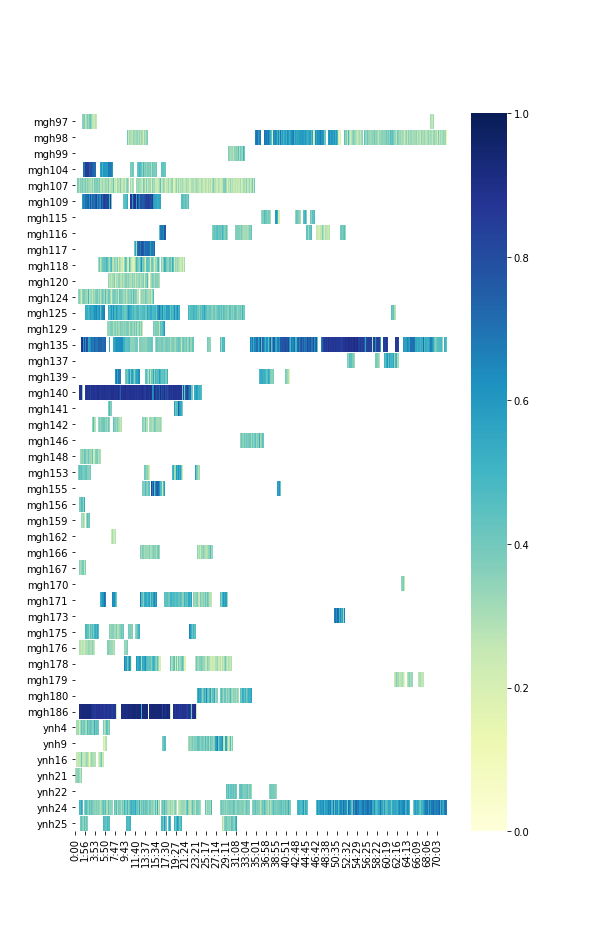 mgh97
mgh98
mgh99
mgh104
mgh107
mgh109
mgh115
mgh116
mgh117
mgh118
mgh120
mgh124
mgh125
mgh129
mgh135
mgh137
mgh139
mgh140
mgh141
mgh142
mgh146
mgh148
mgh153
mgh155
mgh156
mgh159
mgh162
mgh166
mgh167
mgh170
mgh171
mgh173
mgh175
mgh176
mgh178
mgh179
mgh180
mgh186
ynh4
ynh9
ynh16
ynh21
ynh22
ynh24
ynh25
0:00
1:56
3:53
5:50
7:47
9:43
11:40
13:37
15:34
17:30
19:27
21:24
23:21
25:17
27:14
29:11
31:08
33:04
35:01
36:58
38:55
40:51
42:48
44:45
46:42
48:38
50:35
52:32
54:29
56:25
58:22
60:19
62:16
64:13
66:09
68:06
70:03
1.0
0.8
0.6
0.4
0.2
0.0